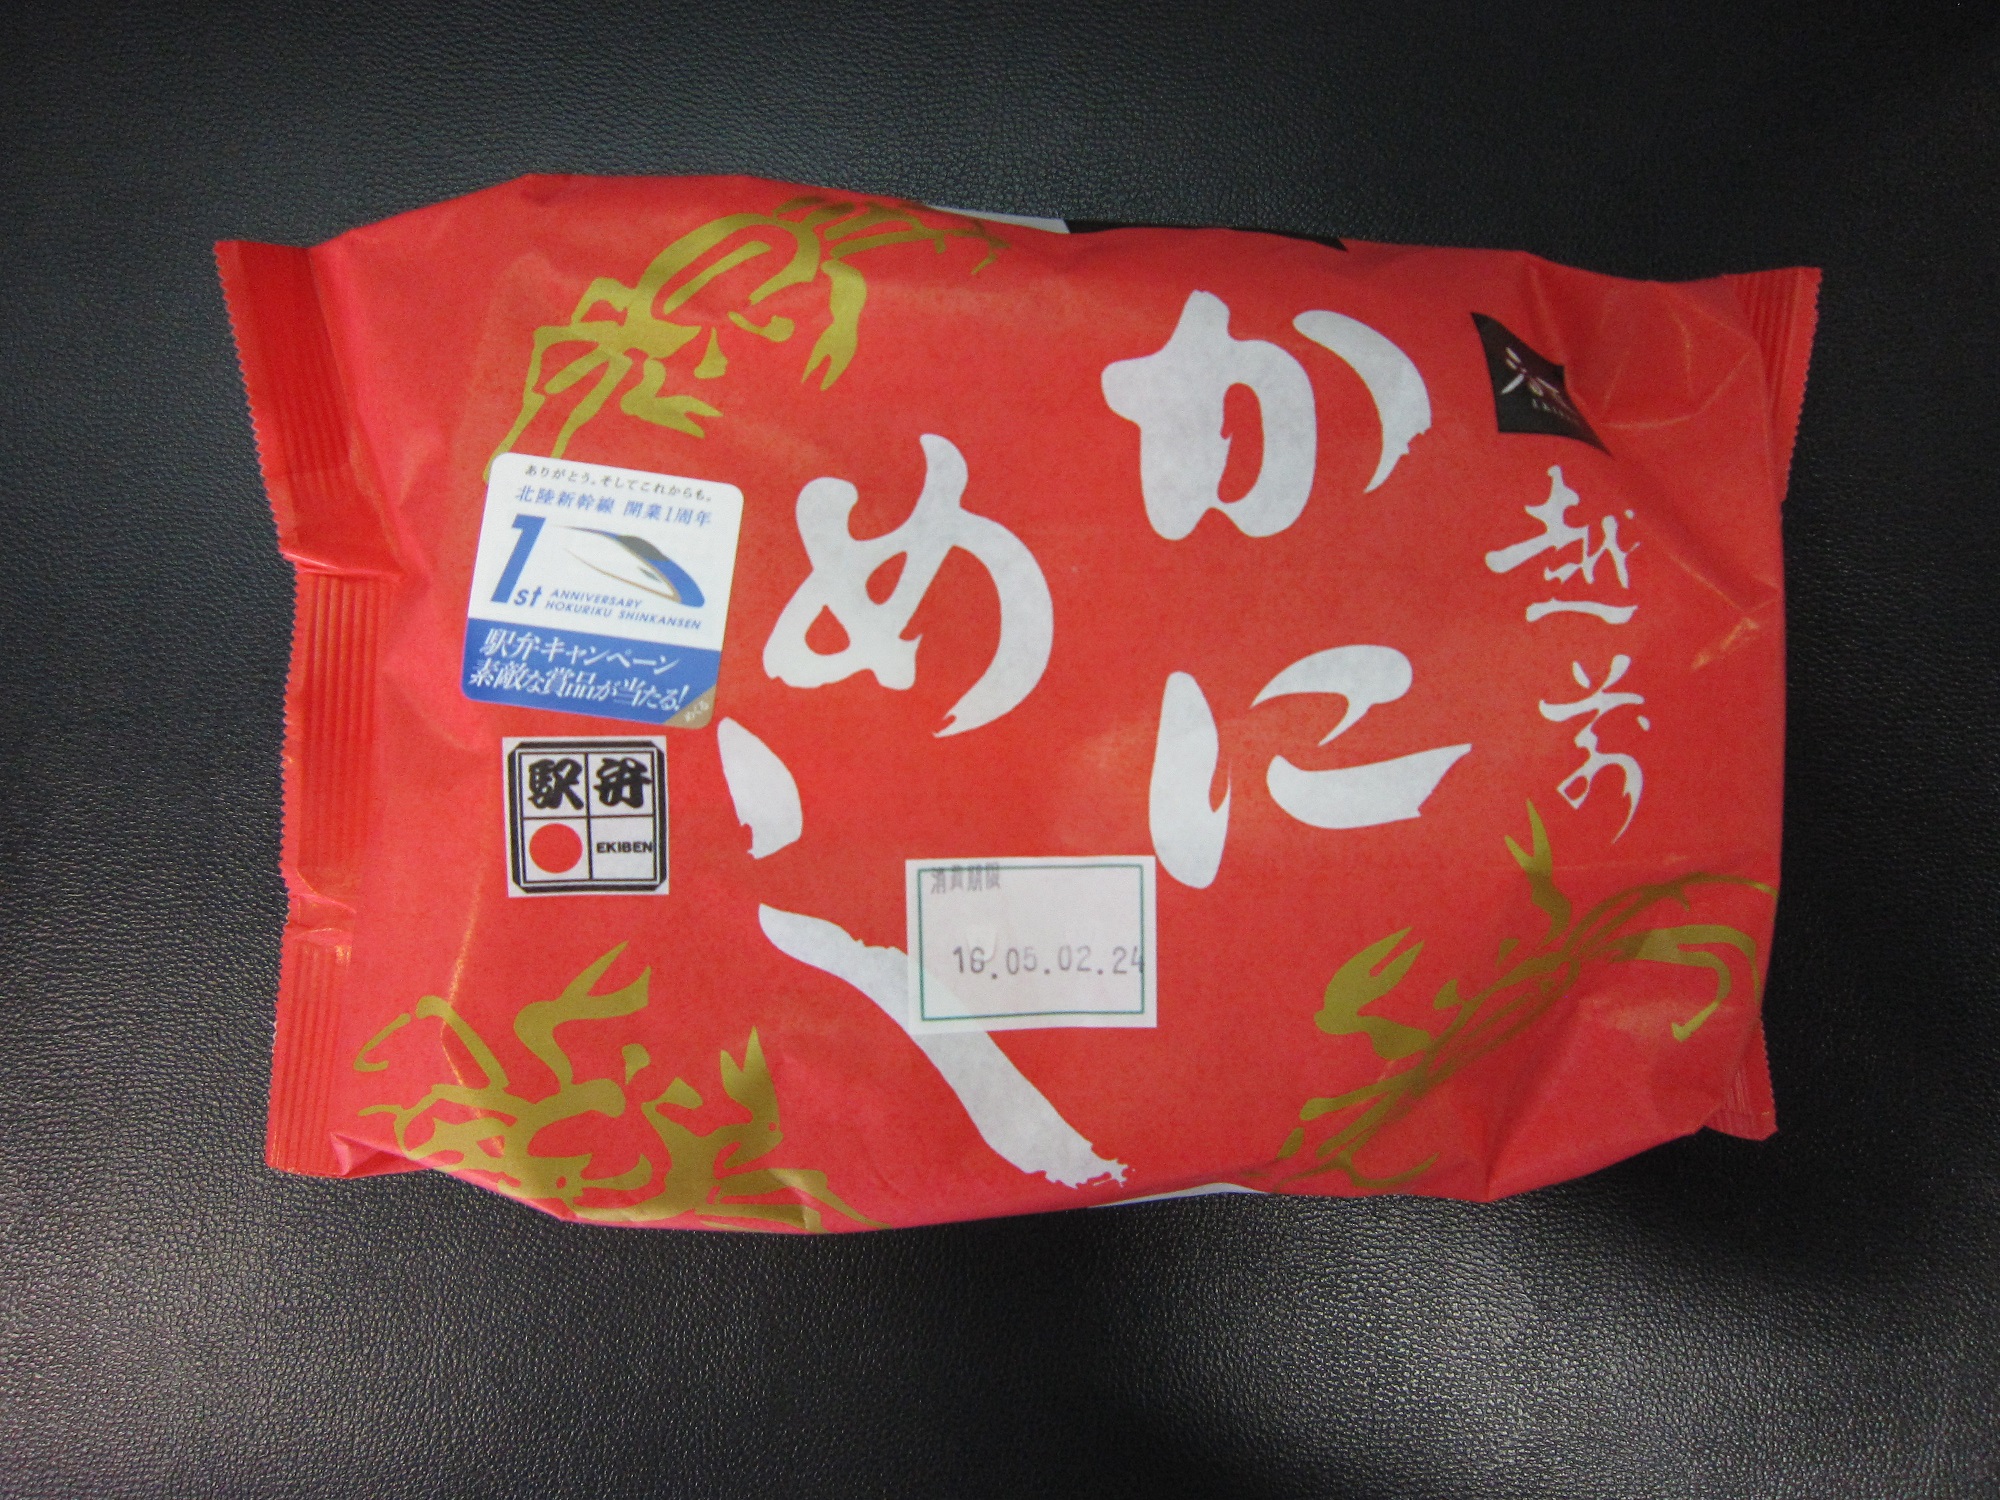 越前
かに
めし
ありがとう。そしてこれからも。
北陸新幹線 開業1周年
1st ANNIVERSARY
HOKURIKU SHINKANSEN
駅弁キャンペーン
素敵な賞品が当たる!
めくる
駅弁
EKIBEN
消費期限
16.05.02.24